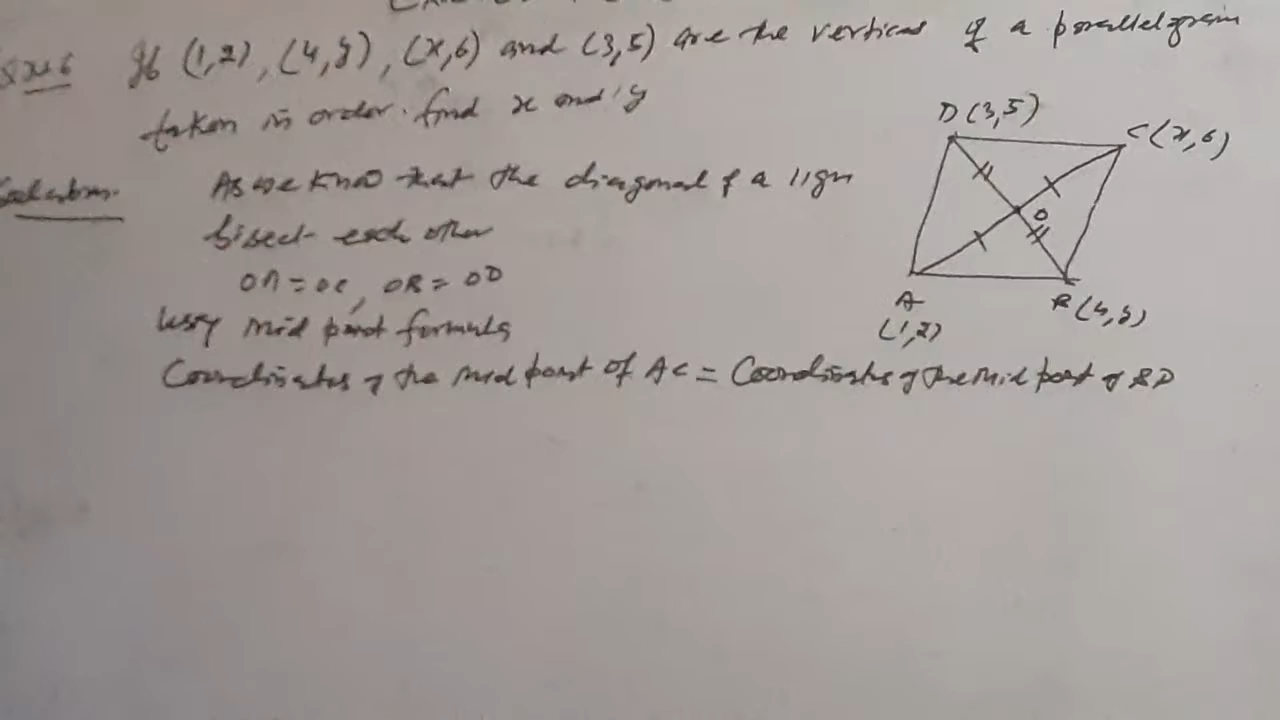 If (1,2), (4,y), (x,6) and (3,5) are the vertices of a parallelogram
taken in order. find x and y
Solution. As we know that the diagonal of a llgm
bisect each other
OA = OC, OB = OD
Using mid point formula
Coordinates of the mid point of AC = Coordinates of the mid point of BD
D (3,5)
C (x,6)
O
A
(1,2)
B (4,y)